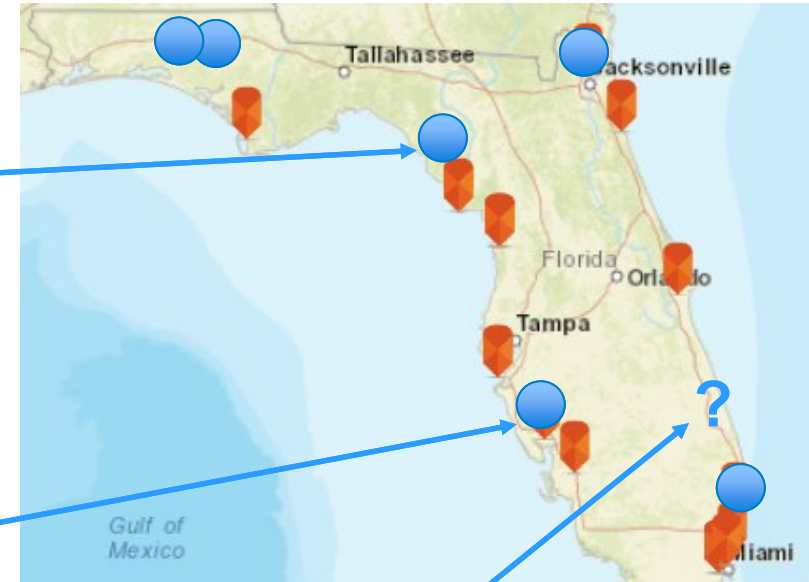 Tallahassee
Jacksonville
Florida
Orlando
Tampa
?
Gulf of
Mexico
Miami